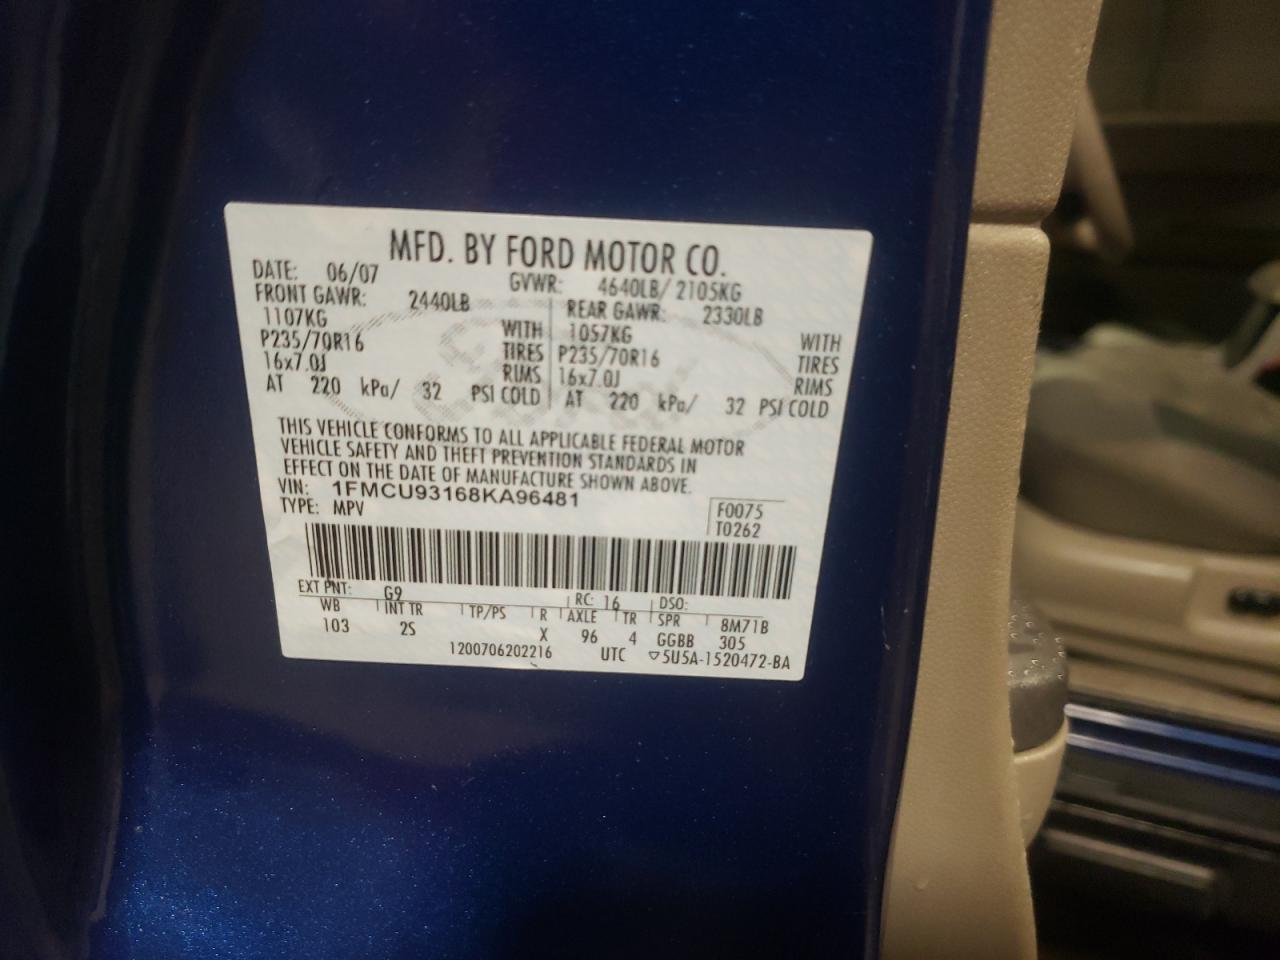 MFD. BY FORD MOTOR CO.
DATE: 06/07 GVWR: 4640LB/ 2105KG
FRONT GAWR: 2440LB REAR GAWR: 2330LB
1107KG WITH 1057KG WITH
P235/70R16 TIRES P235/70R16 TIRES
16x7.0J RIMS 16x7.0J RIMS
AT 220 kPa/ 32 PSI COLD AT 220 kPa/ 32 PSI COLD
THIS VEHICLE CONFORMS TO ALL APPLICABLE FEDERAL MOTOR
VEHICLE SAFETY AND THEFT PREVENTION STANDARDS IN
EFFECT ON THE DATE OF MANUFACTURE SHOWN ABOVE.
VIN: 1FMCU93168KA96481
TYPE: MPV F0075
T0262
EXT PNT: G9 RC: 16 DSO:
WB INT TR TP/PS R AXLE TR SPR 8M71B
103 2S X 96 4 GGBB 305
1200706202216 UTC ▽5U5A-1520472-BA